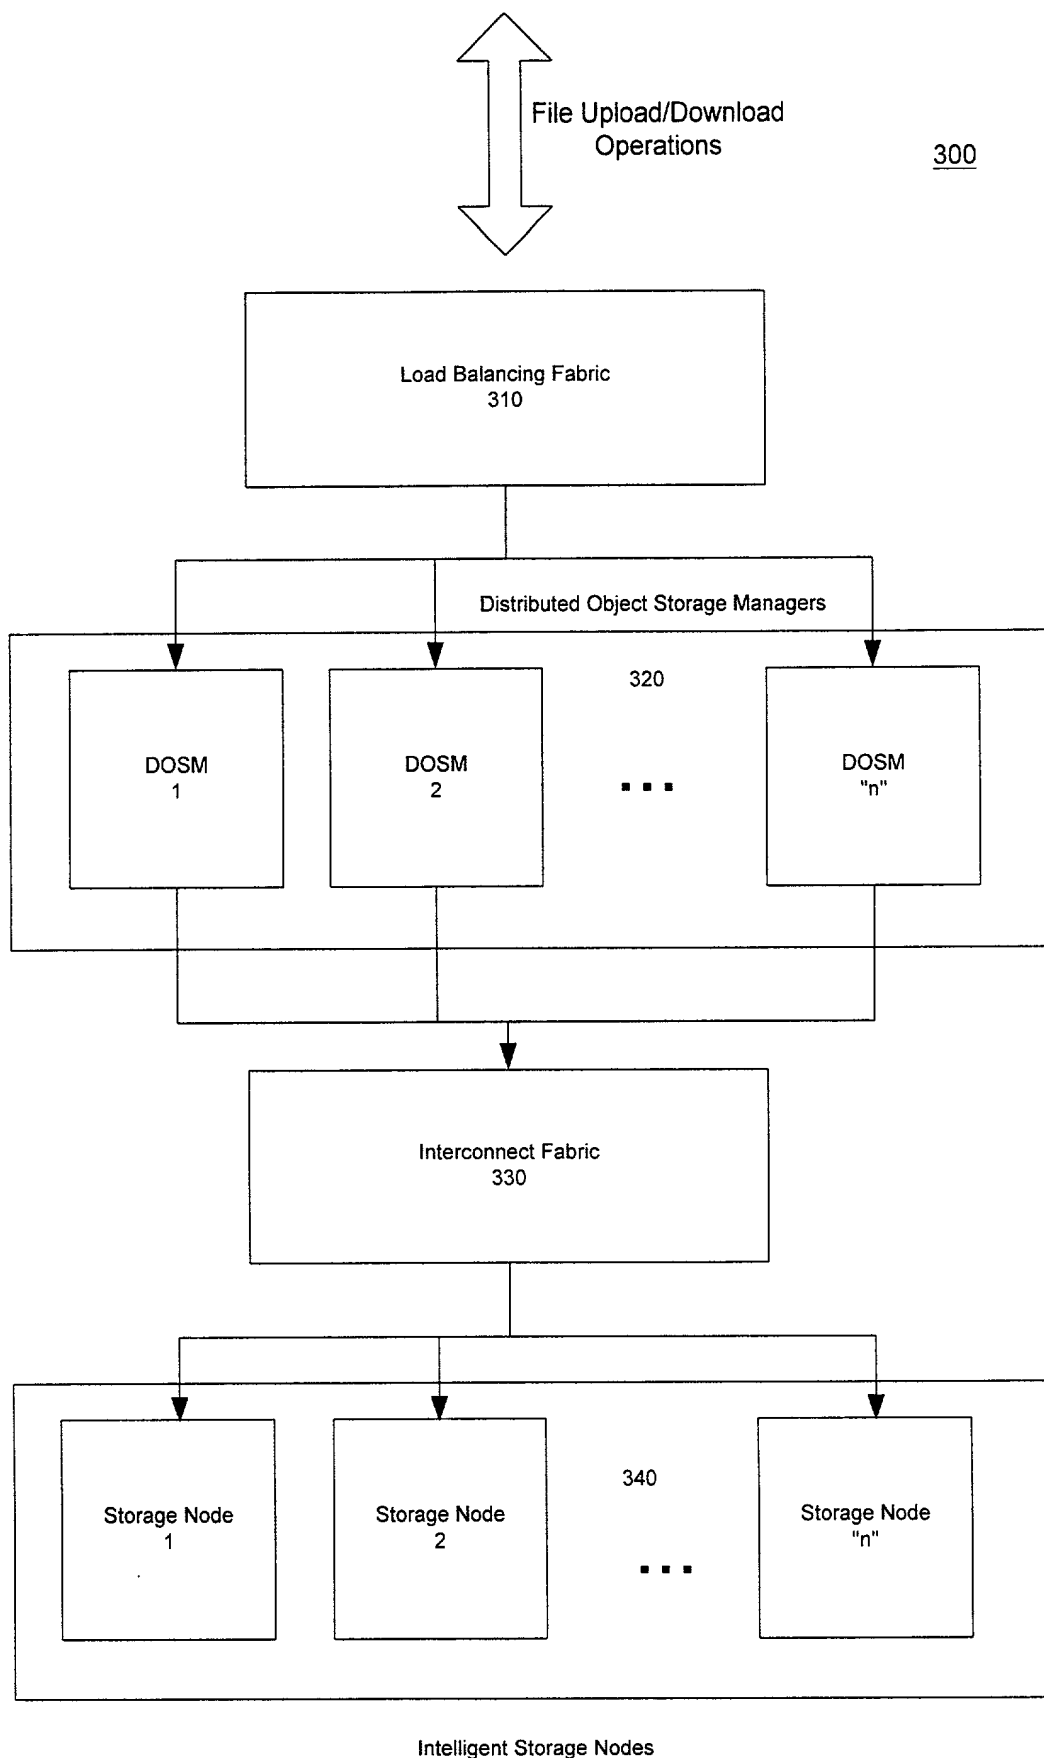 File Upload/Download
Operations
300
Load Balancing Fabric
310
Distributed Object Storage Managers
320
DOSM
1
DOSM
2
DOSM
"n"
Interconnect Fabric
330
340
Storage Node
1
Storage Node
2
Storage Node
"n"
Intelligent Storage Nodes